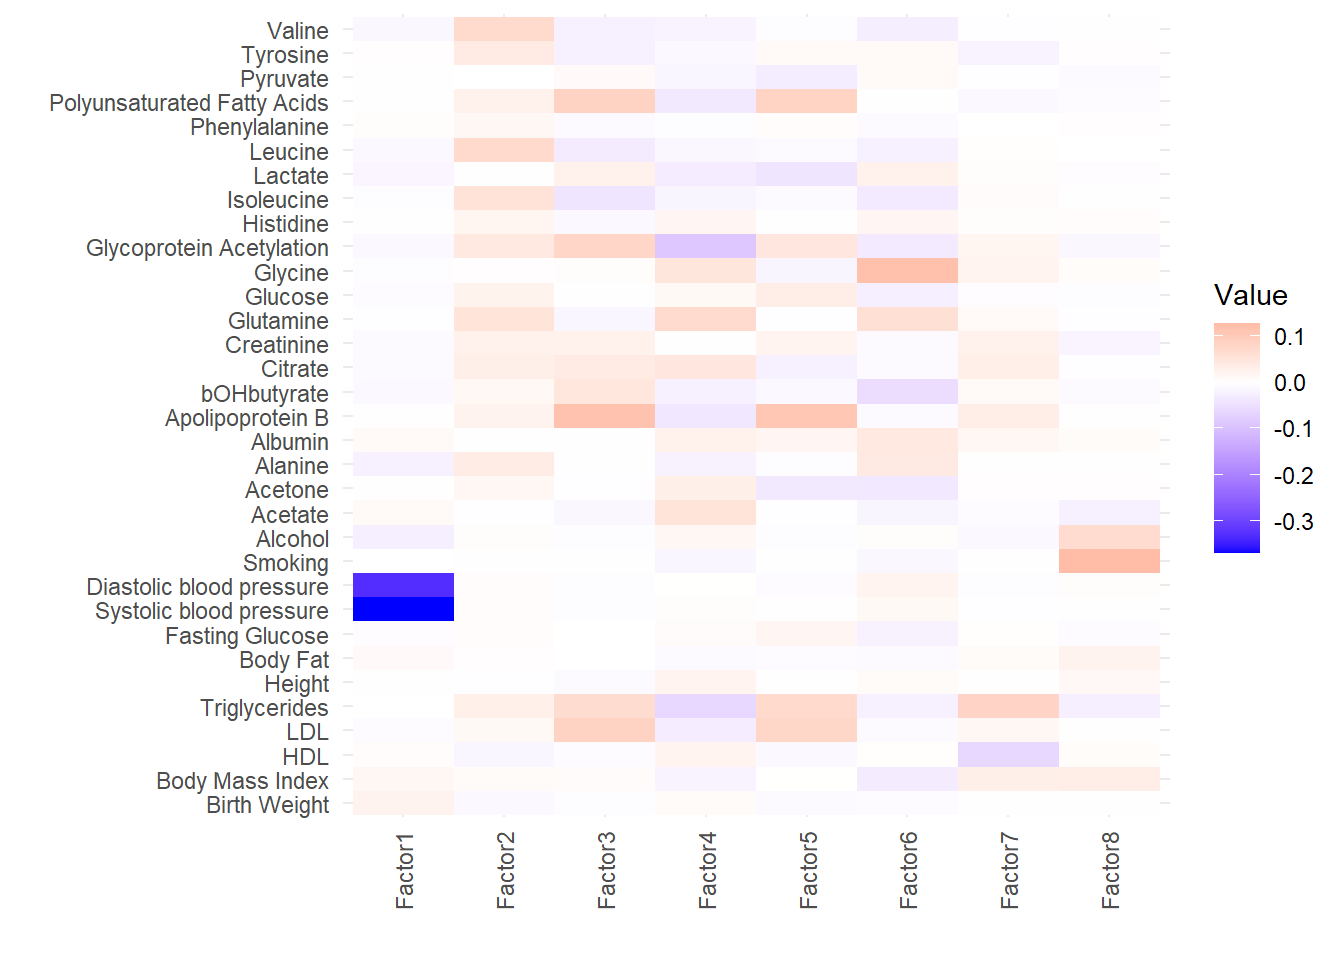 Valine
Tyrosine
Pyruvate
Polyunsaturated Fatty Acids
Phenylalanine
Leucine
Lactate
Isoleucine
Histidine
Glycoprotein Acetylation
Glycine
Glucose
Glutamine
Creatinine
Citrate
bOHbutyrate
Apolipoprotein B
Albumin
Alanine
Acetone
Acetate
Alcohol
Smoking
Diastolic blood pressure
Systolic blood pressure
Fasting Glucose
Body Fat
Height
Triglycerides
LDL
HDL
Body Mass Index
Birth Weight
Factor1
Factor2
Factor3
Factor4
Factor5
Factor6
Factor7
Factor8
Value
0.1
0.0
-0.1
-0.2
-0.3